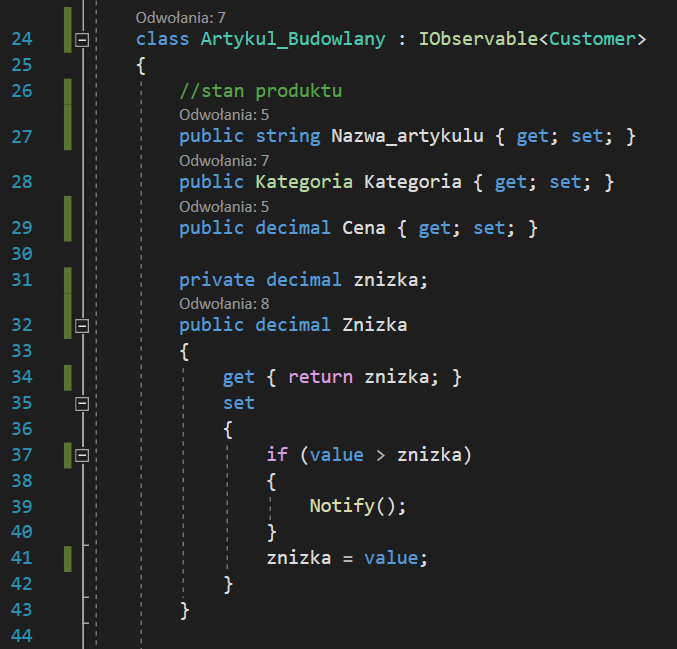 Odwołania: 7
24 class Artykul_Budowlany : IObservable<Customer>
25 {
26 //stan produktu
Odwołania: 5
27 public string Nazwa_artykulu { get; set; }
Odwołania: 7
28 public Kategoria Kategoria { get; set; }
Odwołania: 5
29 public decimal Cena { get; set; }
30
31 private decimal znizka;
Odwołania: 8
32 public decimal Znizka
33 {
34 get { return znizka; }
35 set
36 {
37 if (value > znizka)
38 {
39 Notify();
40 }
41 znizka = value;
42 }
43 }
44